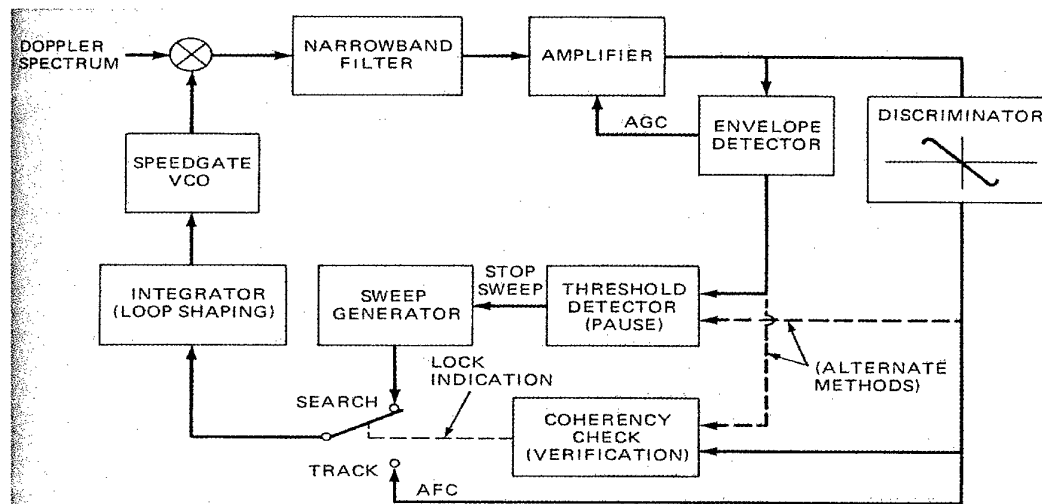 DOPPLER
SPECTRUM
NARROWBAND
FILTER
AMPLIFIER
AGC
ENVELOPE
DETECTOR
DISCRIMINATOR
SPEEDGATE
VCO
INTEGRATOR
(LOOP SHAPING)
SWEEP
GENERATOR
STOP
SWEEP
THRESHOLD
DETECTOR
(PAUSE)
(ALTERNATE
METHODS)
LOCK
INDICATION
SEARCH
COHERENCY
CHECK
(VERIFICATION)
TRACK
AFC